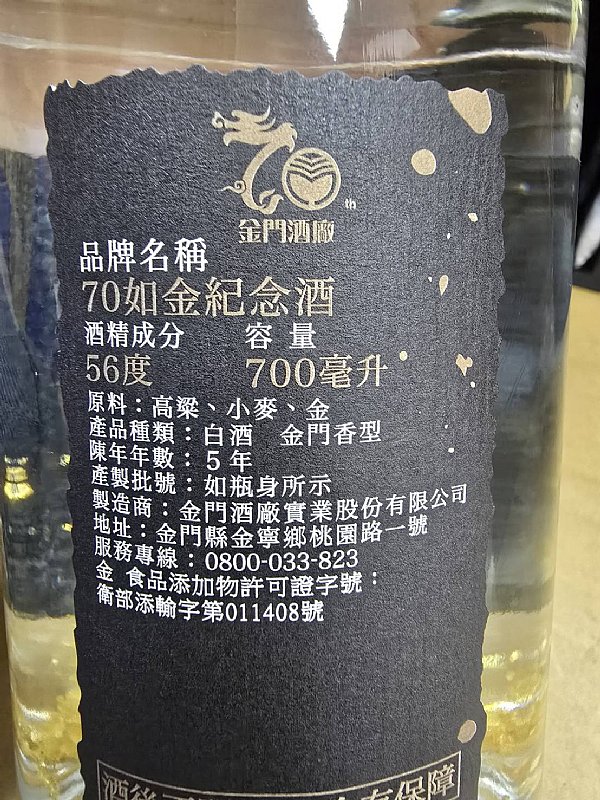 70th
金門酒廠
品牌名稱
70如金紀念酒
酒精成分 容量
56度 700毫升
原料：高粱、小麥、金
產品種類：白酒 金門香型
陳年年數：5年
產製批號：如瓶身所示
製造商：金門酒廠實業股份有限公司
地址：金門縣金寧鄉桃園路一號
服務專線：0800-033-823
金 食品添加物許可證字號：
衛部添輸字第011408號
酒後 有保障